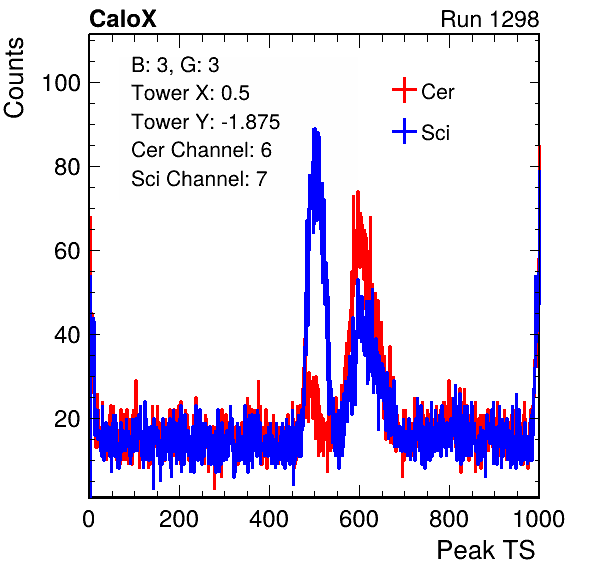 CaloX Run 1298
Counts
B: 3, G: 3
Tower X: 0.5
Tower Y: -1.875
Cer Channel: 6
Sci Channel: 7
Cer
Sci
100
80
60
40
20
0 200 400 600 800 1000
Peak TS